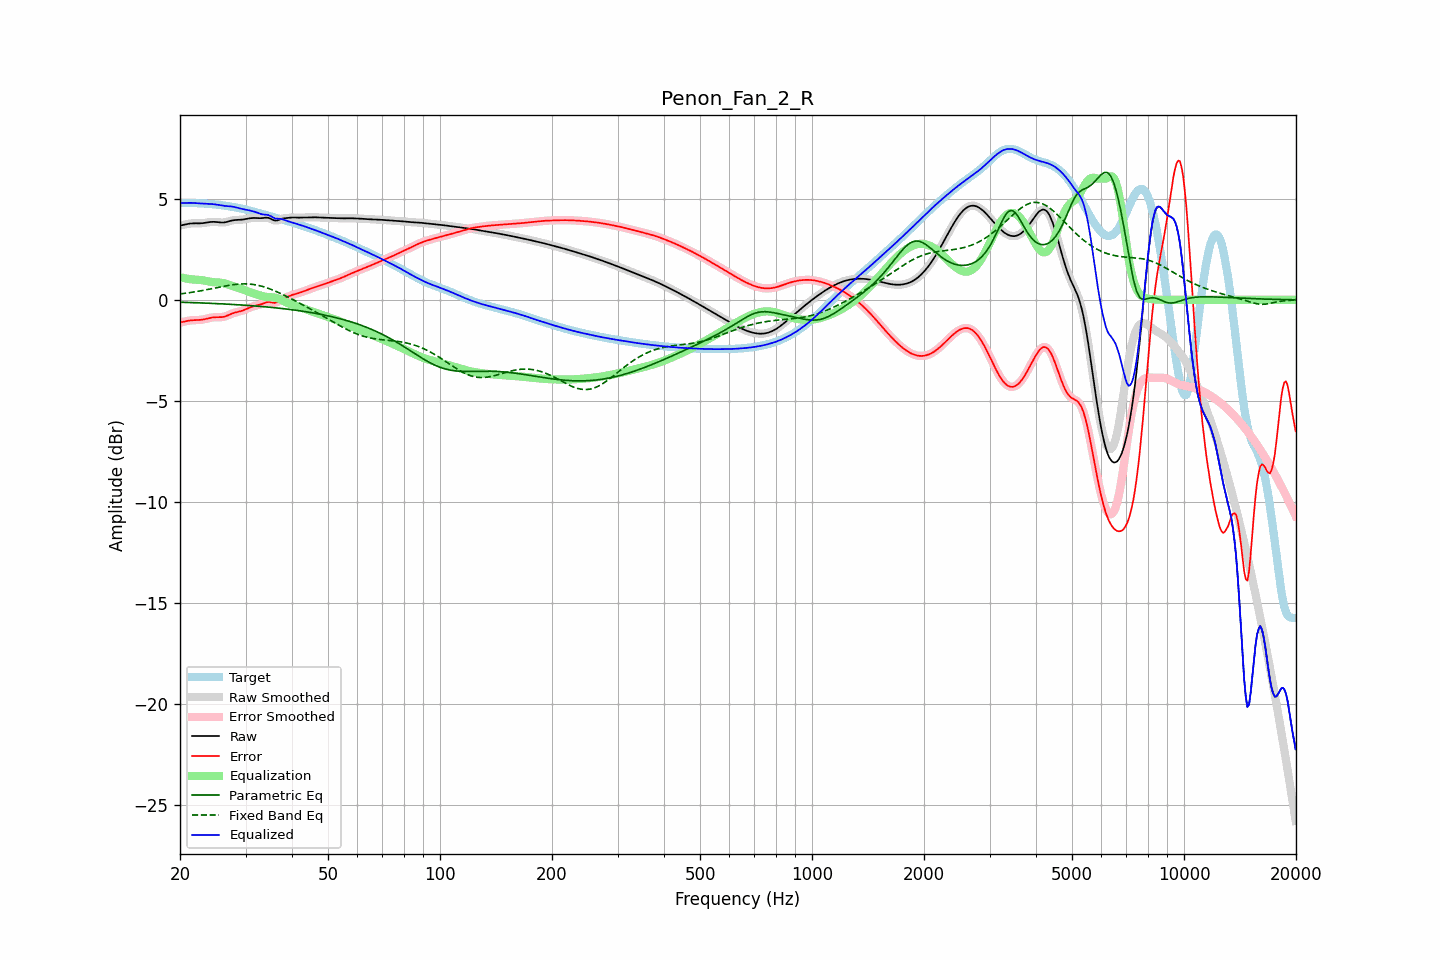 Penon_Fan_2_R
Amplitude (dBr)
5
0
−5
−10
−15
−20
−25
Target
Raw Smoothed
Error Smoothed
Raw
Error
Equalization
Parametric Eq
Fixed Band Eq
Equalized
20 50 100 200 500 1000 2000 5000 10000 20000
Frequency (Hz)